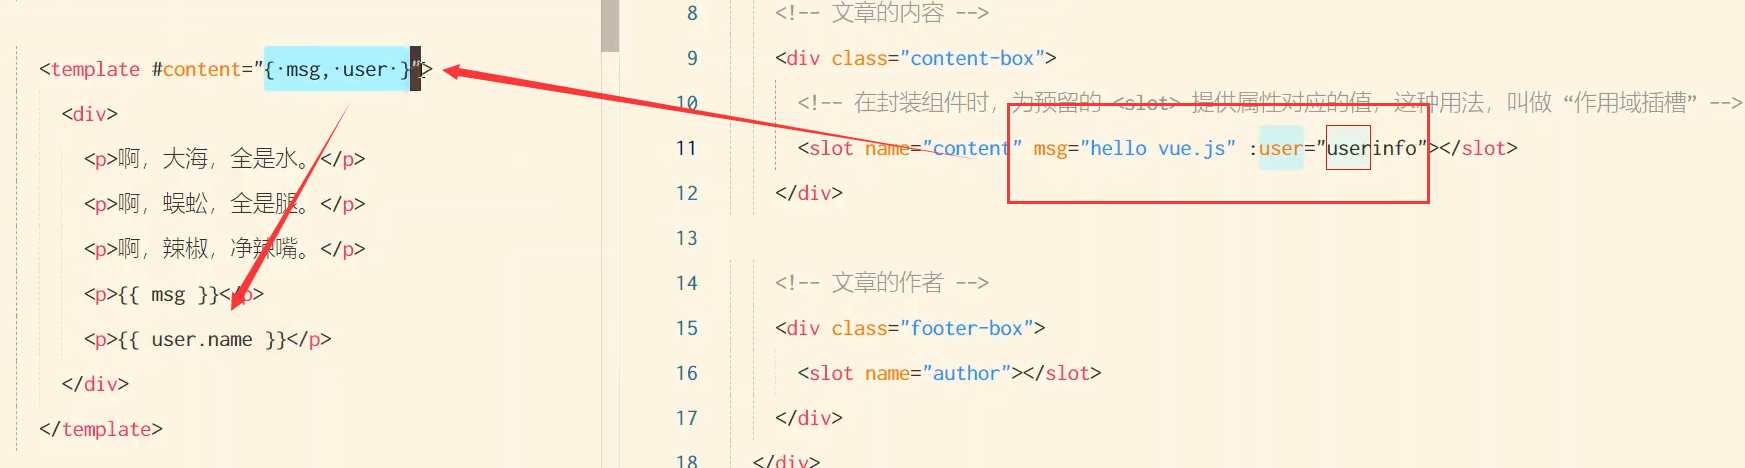 <template #content="{ msg, user }">
<div>
<p>啊，大海，全是水。</p>
<p>啊，蜈蚣，全是腿。</p>
<p>啊，辣椒，净辣嘴。</p>
<p>{{ msg }}</p>
<p>{{ user.name }}</p>
</div>
</template>
8 <!-- 文章的内容 -->
9 <div class="content-box">
10 <!-- 在封装组件时，为预留的 <slot> 提供属性对应的值，这种用法，叫做 “作用域插槽” -->
11 <slot name="content" msg="hello vue.js" :user="userinfo"></slot>
12 </div>
13
14 <!-- 文章的作者 -->
15 <div class="footer-box">
16 <slot name="author"></slot>
17 </div>
18 </div>